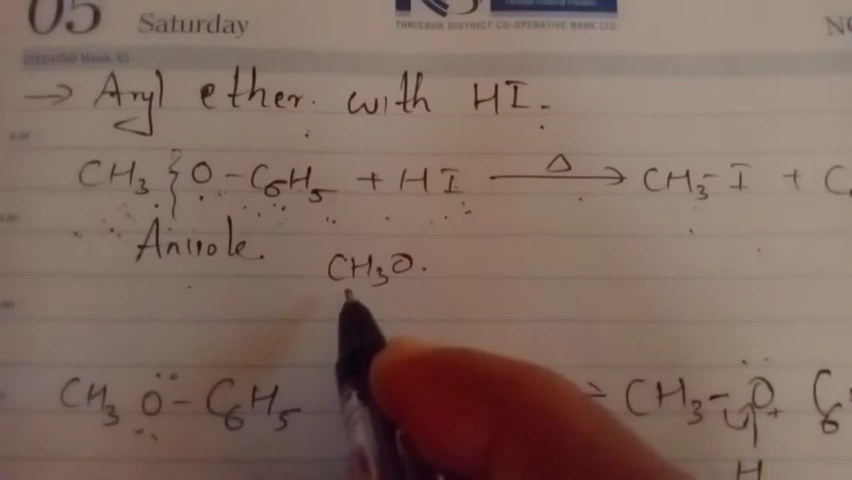 05 Saturday
THRISSUR DISTRICT CO-OPERATIVE BANK LTD
→ Aryl ether. with HI.
CH₃ } O - C₆H₅ + HI —Δ→ CH₃-I + C
Anisole.
CH₃O.
CH₃ Ö - C₆H₅ → CH₃-O+ C₆
H